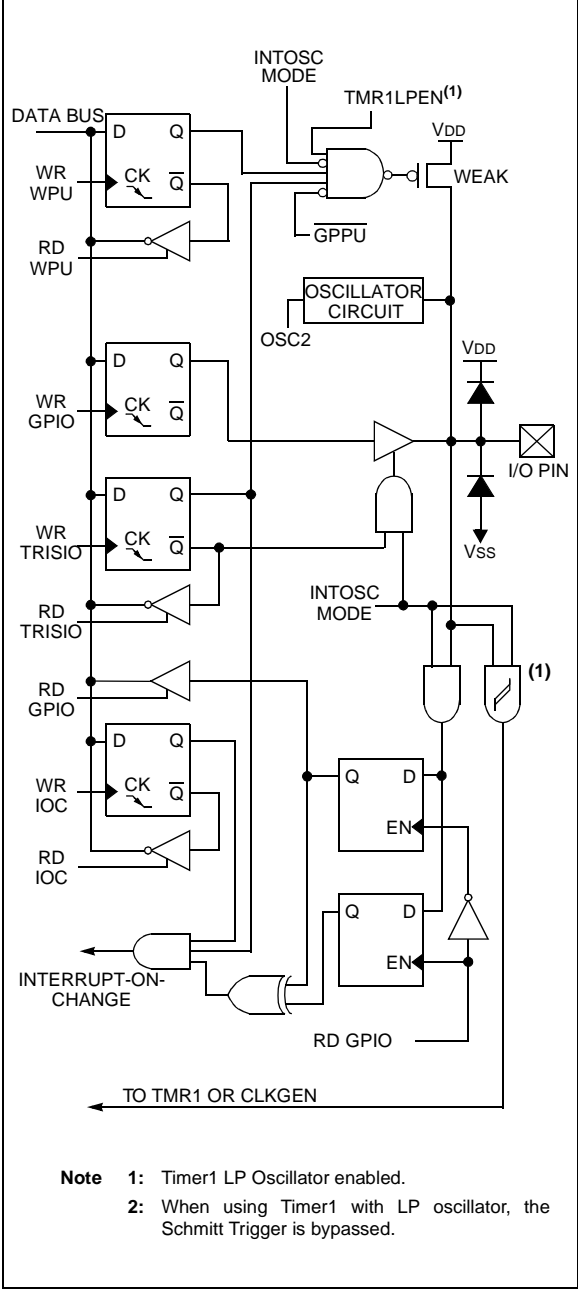 INTOSC
MODE
TMR1LPEN(1)
DATA BUS
D Q
VDD
WR
WPU
CK Q
WEAK
GPPU
RD
WPU
OSCILLATOR
CIRCUIT
OSC2
D Q
VDD
WR
GPIO
CK Q
I/O PIN
D Q
WR
TRISIO
CK Q
VSS
INTOSC
MODE
RD
TRISIO
(1)
RD
GPIO
D Q
Q D
WR
IOC
CK Q
EN
RD
IOC
Q D
EN
INTERRUPT-ON-
CHANGE
RD GPIO
TO TMR1 OR CLKGEN
Note 1: Timer1 LP Oscillator enabled.
2: When using Timer1 with LP oscillator, the
Schmitt Trigger is bypassed.